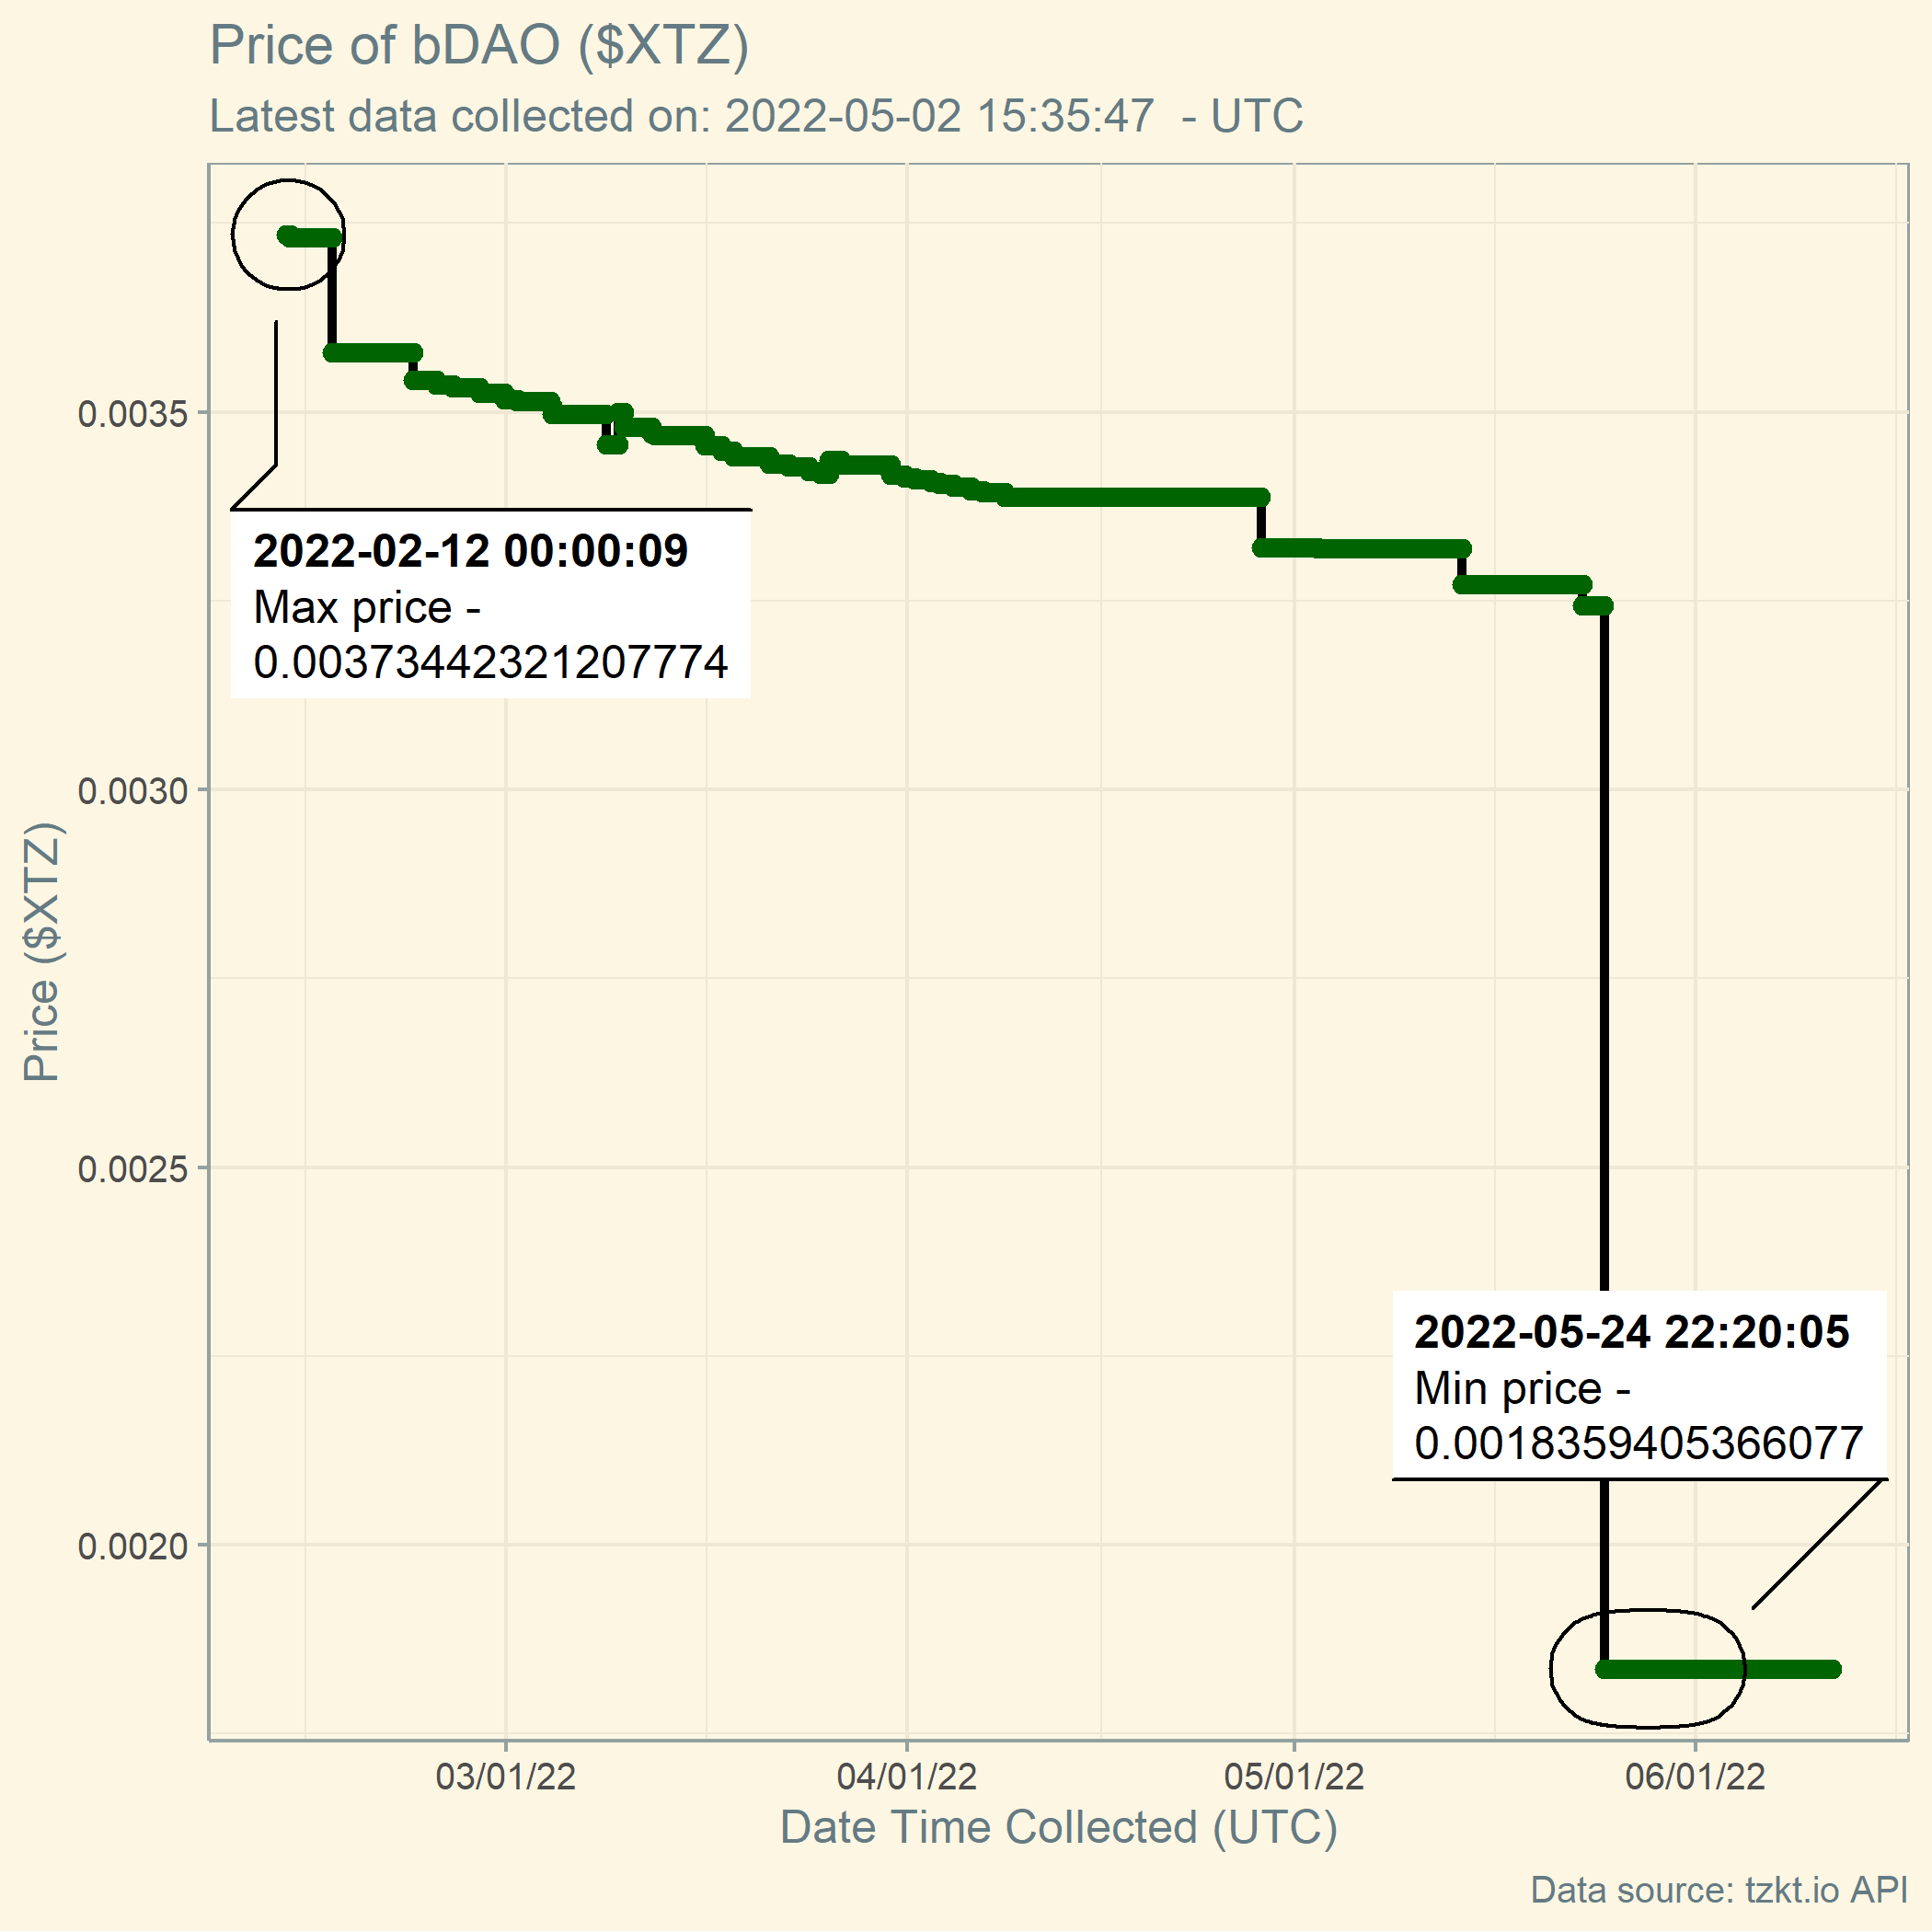 Price of bDAO ($XTZ)
Latest data collected on: 2022-05-02 15:35:47  - UTC
0.0035
2022-02-12 00:00:09
Max price -
0.00373442321207774
0.0030
Price ($XTZ)
0.0025
2022-05-24 22:20:05
Min price -
0.0018359405366077
0.0020
03/01/22
04/01/22
05/01/22
06/01/22
Date Time Collected (UTC)
Data source: tzkt.io API